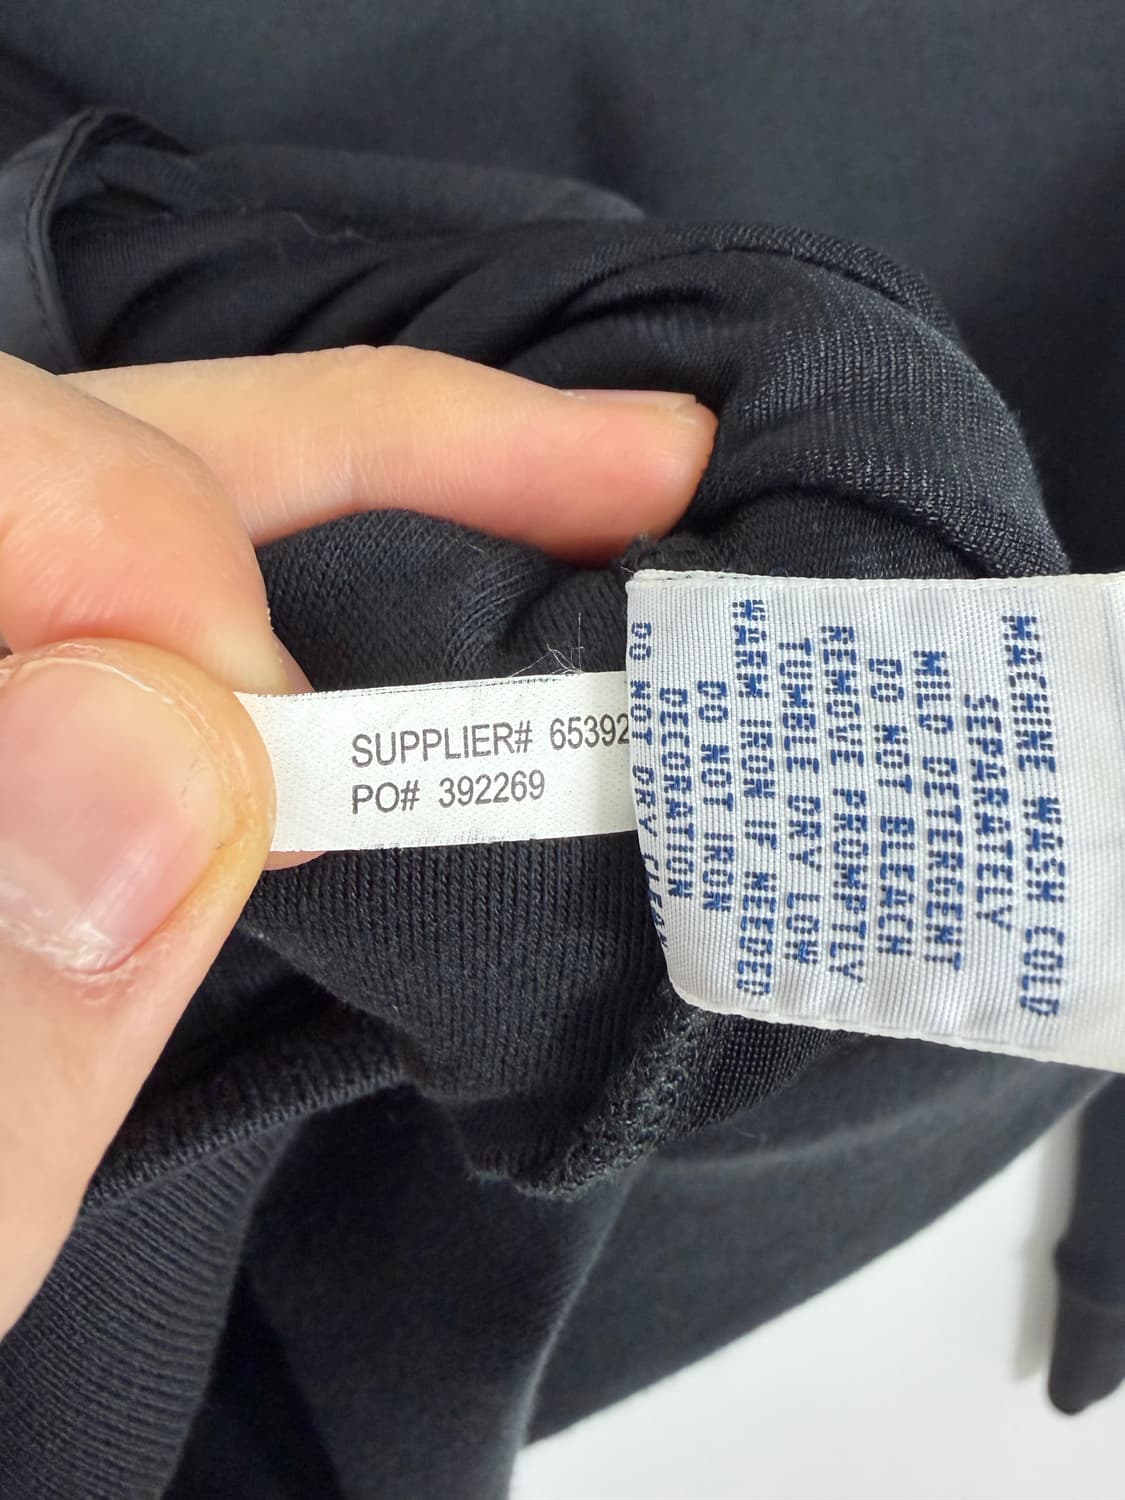 SUPPLIER# 65392
PO# 392269
MACHINE WASH COLD
SEPARATELY
MILD DETERGENT
DO NOT BLEACH
REMOVE PROMPTLY
TUMBLE DRY LOW
WARM IRON IF NEEDED
DO NOT IRON
DECORATION
DO NOT DRY CLEAN